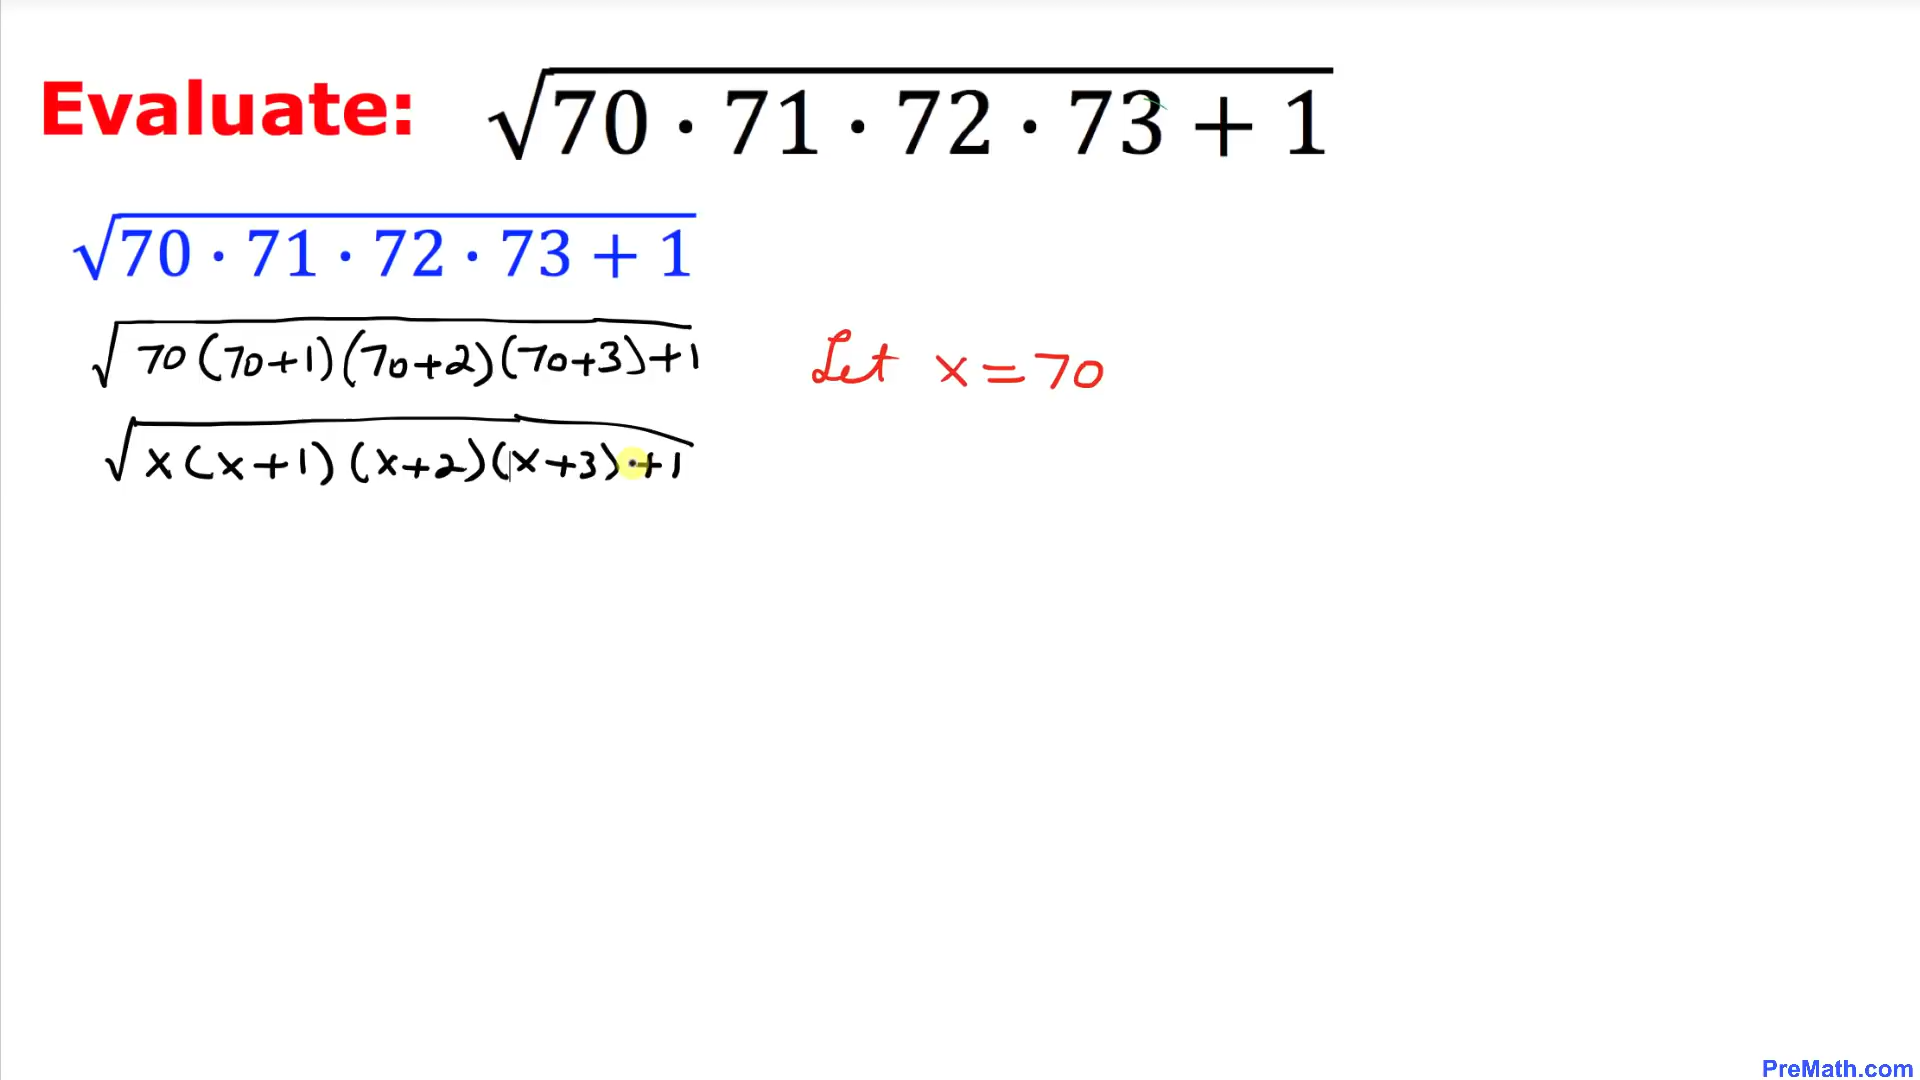 Evaluate: √70 · 71 · 72 · 73 + 1
√70 · 71 · 72 · 73 + 1
√70(70+1)(70+2)(70+3)+1
Let x=70
√x(x+1)(x+2)(x+3)+1
PreMath.com